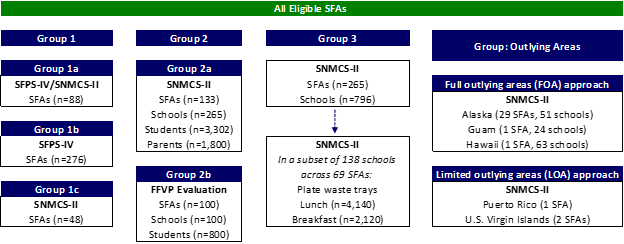 All Eligible SFAs
Group 1
Group 1a
SFPS-IV/SNMCS-II
SFAs (n=88)
Group 1b
SFPS-IV
SFAs (n=276)
Group 1c
SNMCS-II
SFAs (n=48)
Group 2
Group 2a
SNMCS-II
SFAs (n=133)
Schools (n=265)
Students (n=3,302)
Parents (n=1,800)
Group 2b
FFVP Evaluation
SFAs (n=100)
Schools (n=100)
Students (n=800)
Group 3
SNMCS-II
SFAs (n=265)
Schools (n=796)
SNMCS-II
In a subset of 138 schools
across 69 SFAs:
Plate waste trays
Lunch (n=4,140)
Breakfast (n=2,120)
Group: Outlying Areas
Full outlying areas (FOA) approach
SNMCS-II
Alaska (29 SFAs, 51 schools)
Guam (1 SFA, 24 schools)
Hawaii (1 SFA, 63 schools)
Limited outlying areas (LOA) approach
SNMCS-II
Puerto Rico (1 SFA)
U.S. Virgin Islands (2 SFAs)